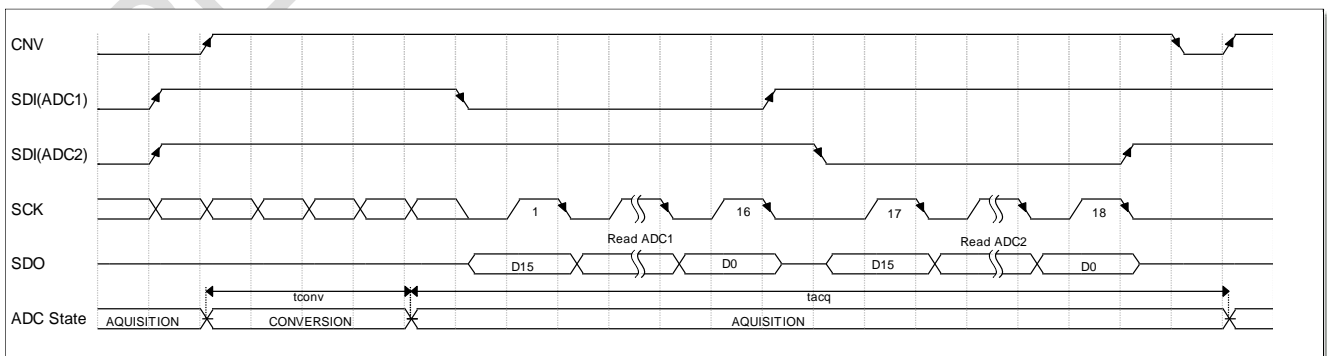 CNV
SDI(ADC1)
SDI(ADC2)
SCK 1 16 17 18
Read ADC1 Read ADC2
SDO D15 D0 D15 D0
tconv tacq
ADC State AQUISITION CONVERSION AQUISITION